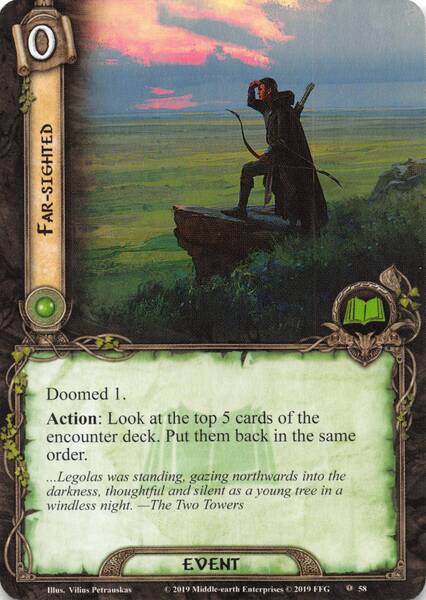 0
FAR-SIGHTED
Doomed 1.
Action: Look at the top 5 cards of the
encounter deck. Put them back in the same
order.
...Legolas was standing, gazing northwards into the
darkness, thoughtful and silent as a young tree in a
windless night. —The Two Towers
EVENT
Illus. Vilius Petrauskas © 2019 Middle-earth Enterprises © 2019 FFG 58